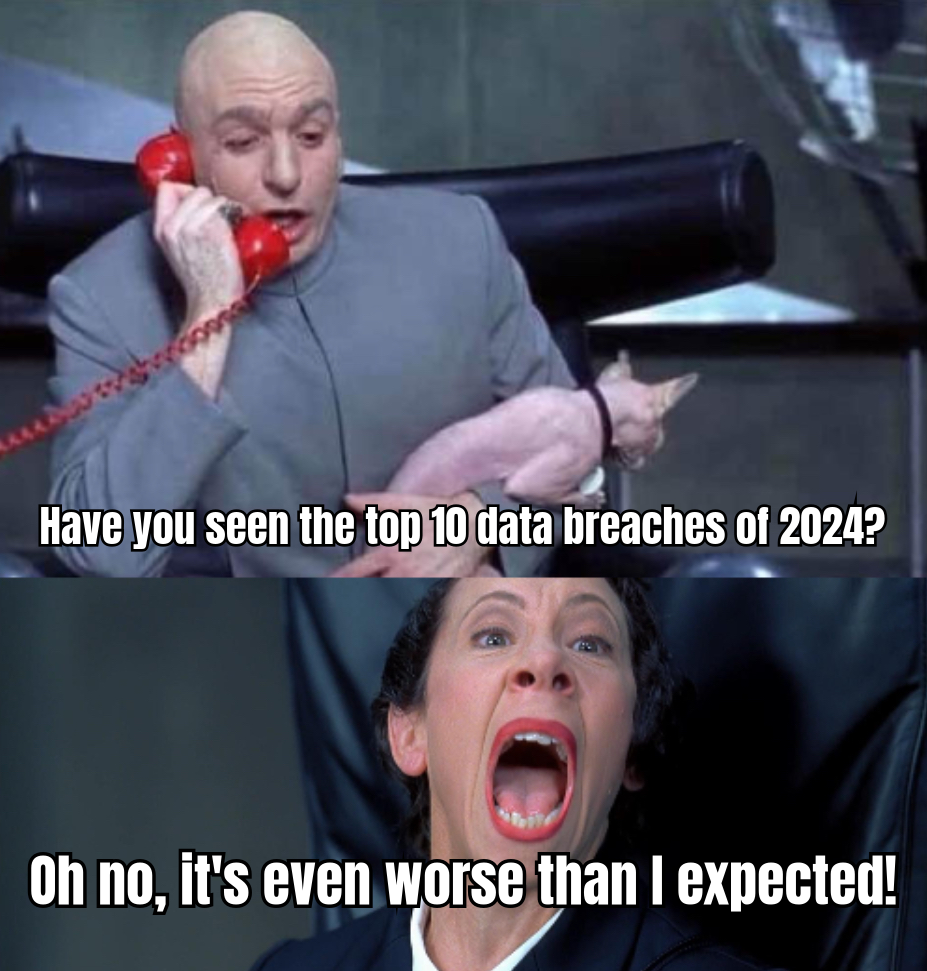 Have you seen the top 10 data breaches of 2024?
Oh no, it's even worse than I expected!